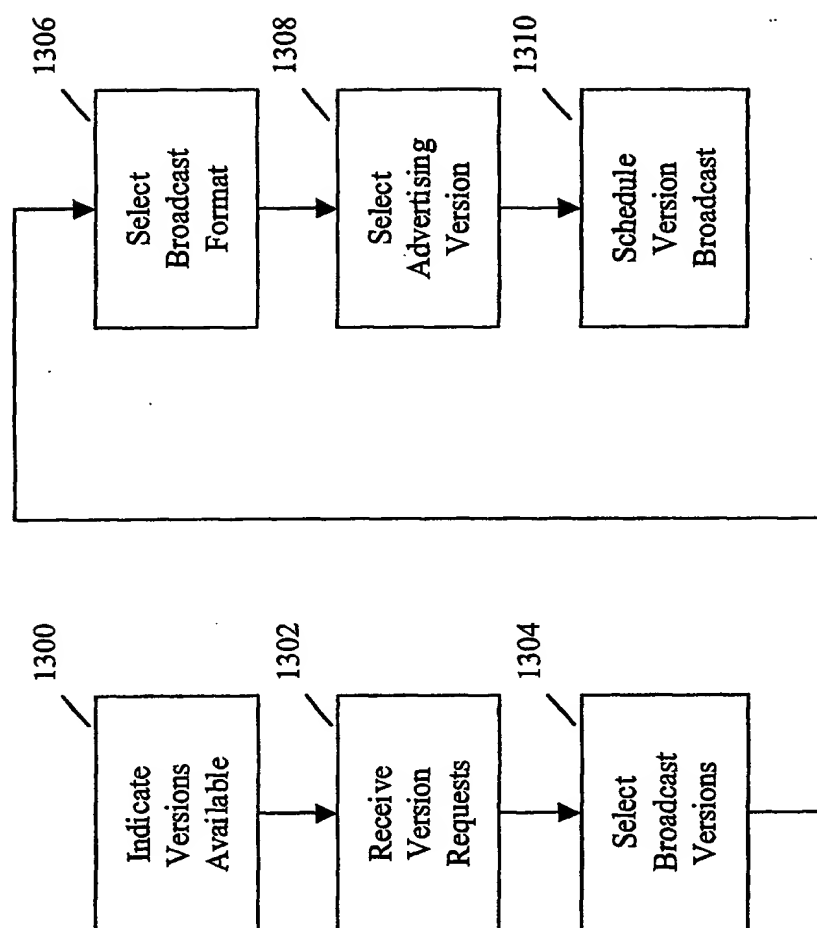 1300
Indicate
Versions
Available
1302
Receive
Version
Requests
1304
Select
Broadcast
Versions
1306
Select
Broadcast
Format
1308
Select
Advertising
Version
1310
Schedule
Version
Broadcast